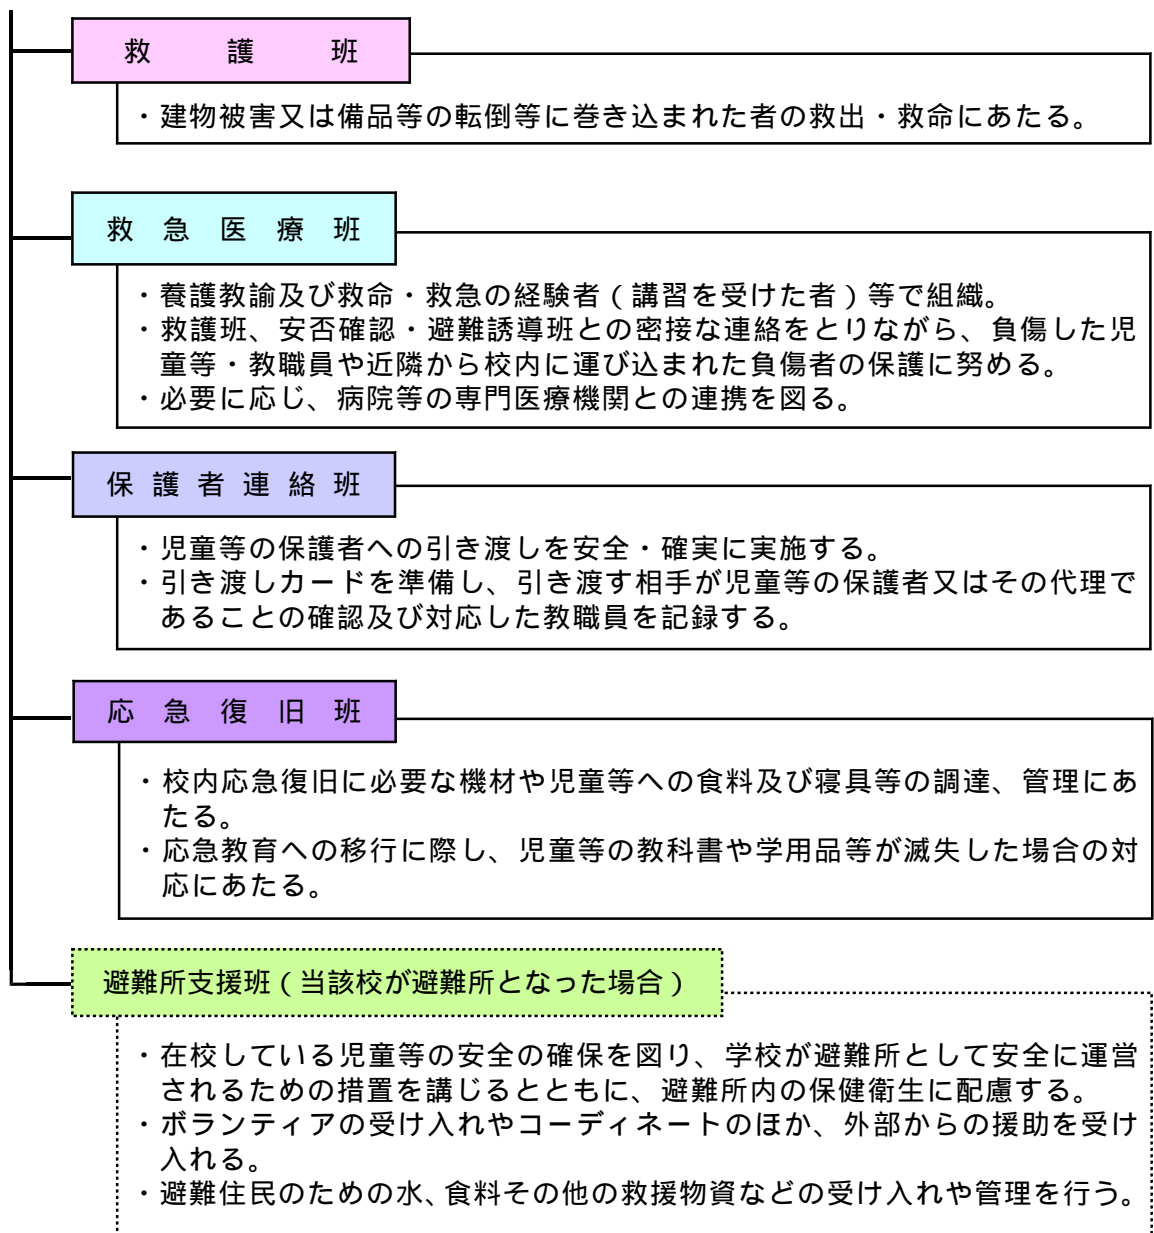 救護班
・建物被害又は備品等の転倒等に巻き込まれた者の救出・救命にあたる。
救急医療班
・養護教諭及び救命・救急の経験者（講習を受けた者）等で組織。
・救護班、安否確認・避難誘導班との密接な連絡をとりながら、負傷した児
童等・教職員や近隣から校内に運び込まれた負傷者の保護に努める。
・必要に応じ、病院等の専門医療機関との連携を図る。
保護者連絡班
・児童等の保護者への引き渡しを安全・確実に実施する。
・引き渡しカードを準備し、引き渡す相手が児童等の保護者又はその代理で
あることの確認及び対応した教職員を記録する。
応急復旧班
・校内応急復旧に必要な機材や児童等への食料及び寝具等の調達、管理にあ
たる。
・応急教育への移行に際し、児童等の教科書や学用品等が滅失した場合の対
応にあたる。
避難所支援班（当該校が避難所となった場合）
・在校している児童等の安全の確保を図り、学校が避難所として安全に運営
されるための措置を講じるとともに、避難所内の保健衛生に配慮する。
・ボランティアの受け入れやコーディネートのほか、外部からの援助を受け
入れる。
・避難住民のための水、食料その他の救援物資などの受け入れや管理を行う。